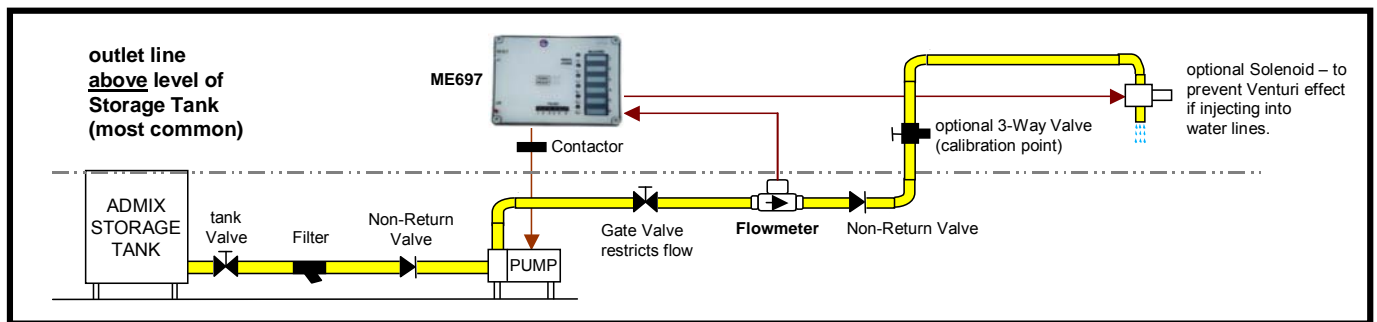 outlet line
above level of
Storage Tank
(most common)
ME697
Contactor
optional 3-Way Valve
(calibration point)
optional Solenoid – to
prevent Venturi effect
if injecting into
water lines.
ADMIX
STORAGE
TANK
tank
Valve
Filter
Non-Return
Valve
PUMP
Gate Valve
restricts flow
Flowmeter
Non-Return Valve